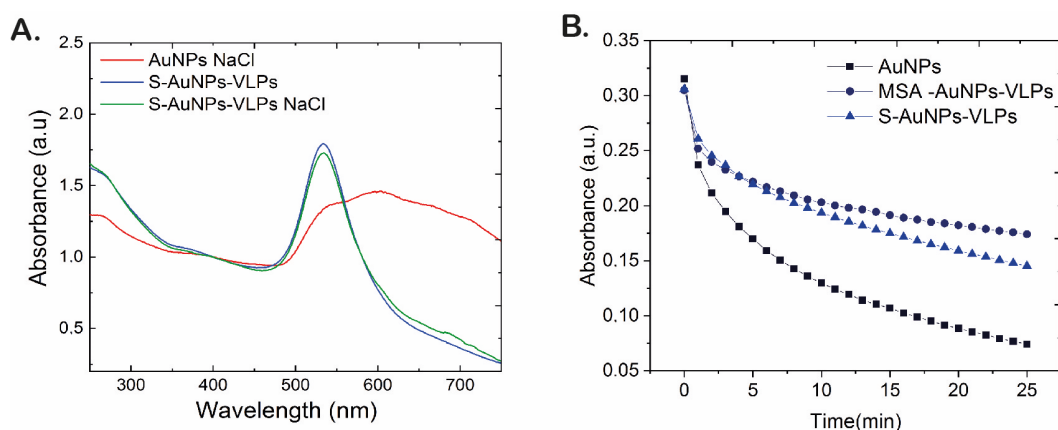 A.
2.5
2.0
1.5
1.0
0.5
Absorbance (a.u)
AuNPs NaCl
S-AuNPs-VLPs
S-AuNPs-VLPs NaCl
300 400 500 600 700
Wavelength (nm)
B.
0.35
0.30
0.25
0.20
0.15
0.10
0.05
Absorbance (a.u.)
AuNPs
MSA -AuNPs-VLPs
S-AuNPs-VLPs
0 5 10 15 20 25
Time(min)